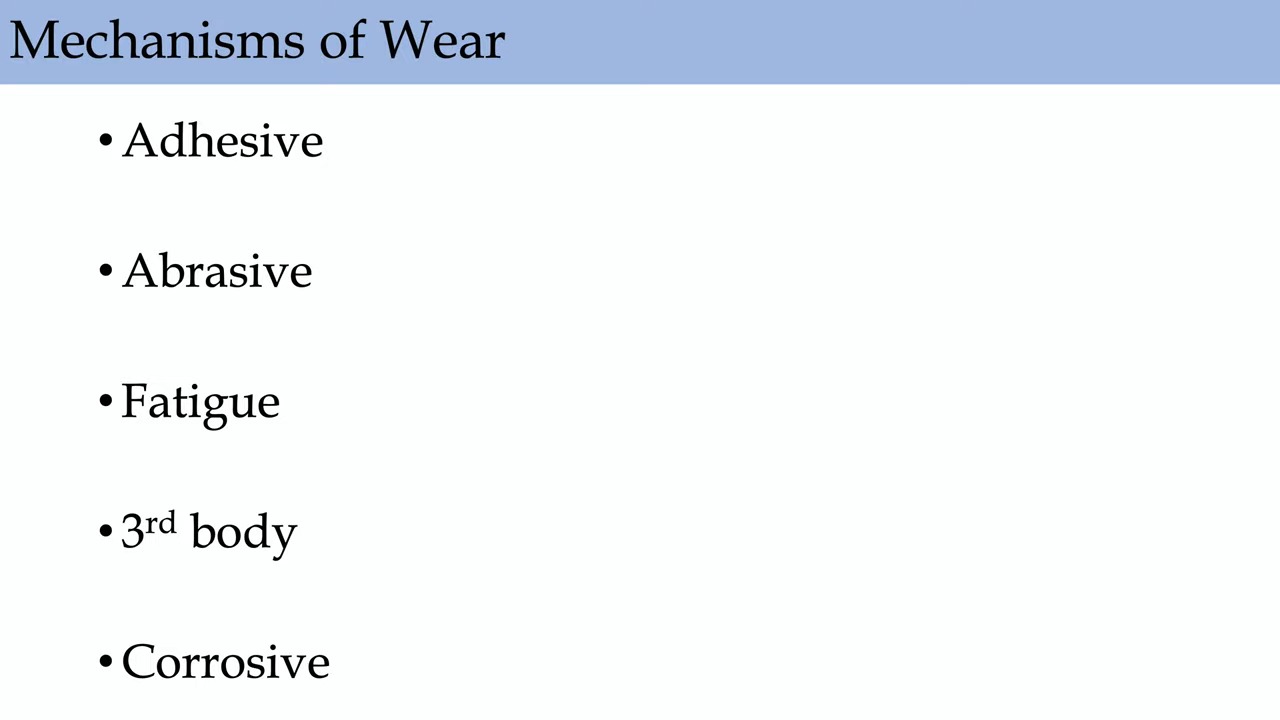 Mechanisms of Wear
• Adhesive
• Abrasive
• Fatigue
• 3rd body
• Corrosive